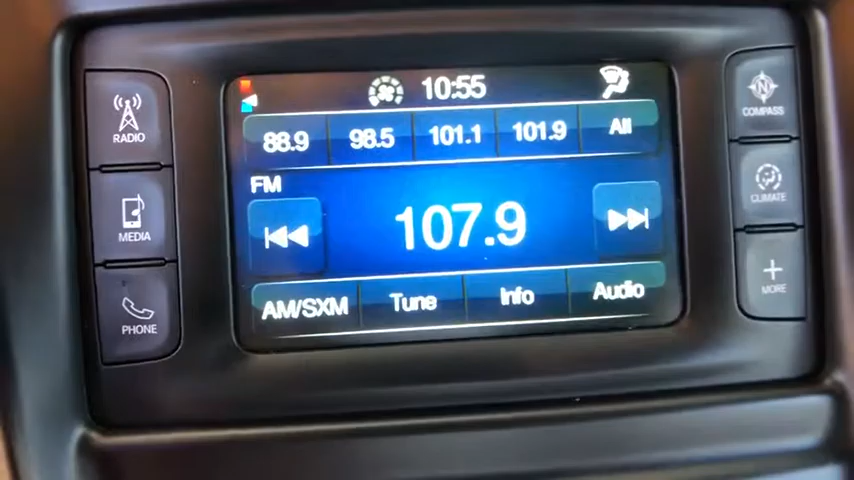 10:55
88.9 98.5 101.1 101.9 All
FM
107.9
AM/SXM Tune Info Audio
RADIO
MEDIA
PHONE
N
COMPASS
CLIMATE
MORE